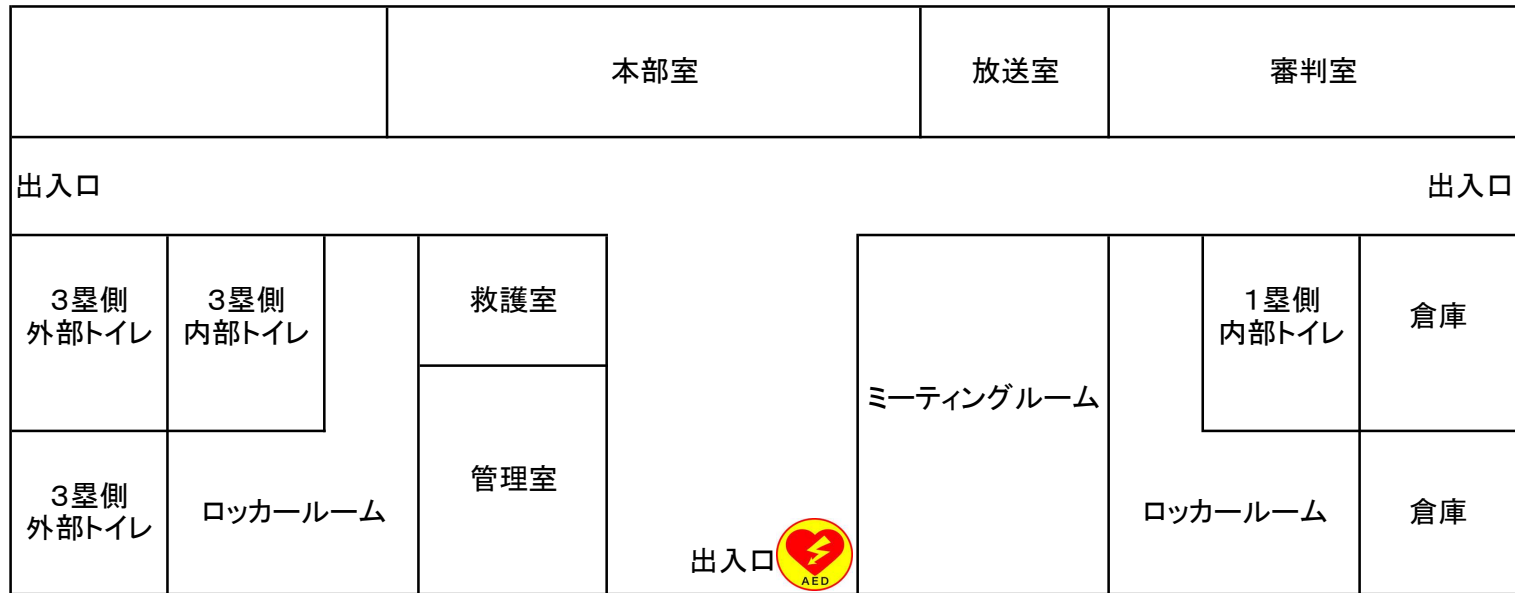 本部室
放送室
審判室
出入口
出入口
３塁側
外部トイレ
３塁側
内部トイレ
救護室
ミーティングルーム
１塁側
内部トイレ
倉庫
３塁側
外部トイレ
ロッカールーム
管理室
出入口
AED
ロッカールーム
倉庫